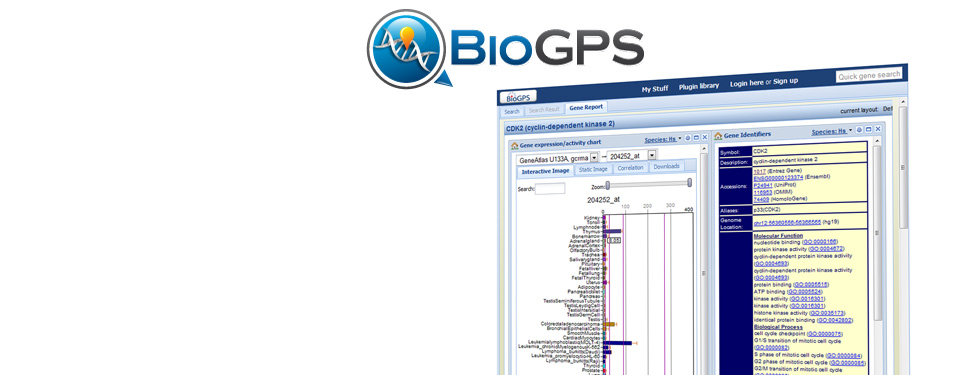 BIOGPS
BioGPS
My Stuff Plugin library Login here or Sign up Quick gene search
Search Search Result Gene Report
current layout: Def
CDK2 (cyclin-dependent kinase 2)
Gene expression/activity chart Species: Hs
GeneAtlas U133A, gcrma → 204252_at
Interactive Image Static Image Correlation Downloads
Search: Zoom:
204252_at
0 100 200 300 400
Kidney
Tonsil
Lymphnode
Thymus
Bonemarrow
Adrenalgland
AdrenalCortex
OlfactoryBulb
Trachea
Salivarygland
Pituitary
Fetalliver
Fetallung
FetalThyroid
Uterus
Adipocyte
PancreaticIslet
Pancreas
TestisSeminiferousTubule
TestisLeydigCell
TestisIntersitial
TestisGermCell
Testis
Colorectaladenocarcinoma
BronchialEpithelialCells
SmoothMuscle
CardiacMyocytes
Leukemialymphoblastic(MOLT-4)
Leukemia_chronicMyelogenousK-562
Lymphoma_burkitts(Daudi)
Leukemia_promyelocytic-HL-60
Lymphoma_burkitts(Raji)
Thyroid
Prostate
Gene Identifiers Species: Hs
Symbol: CDK2
Description: cyclin-dependent kinase 2
Accessions:
1017 (Entrez Gene)
ENSG00000123374 (Ensembl)
P24941 (UniProt)
116953 (OMIM)
74409 (HomoloGene)
Aliases: p33(CDK2)
Genome Location: chr12:56360556-56366565 (hg19)
Molecular Function
nucleotide binding (GO:0000166)
protein kinase activity (GO:0004672)
cyclin-dependent protein kinase activity
(GO:0004693)
cyclin-dependent protein kinase activity
(GO:0004693)
protein binding (GO:0005515)
ATP binding (GO:0005524)
kinase activity (GO:0016301)
kinase activity (GO:0016301)
histone kinase activity (GO:0035173)
identical protein binding (GO:0042802)
Biological Process
cell cycle checkpoint (GO:0000075)
G1/S transition of mitotic cell cycle
(GO:0000082)
S phase of mitotic cell cycle (GO:0000084)
G2 phase of mitotic cell cycle (GO:0000085)
G2/M transition of mitotic cell cycle